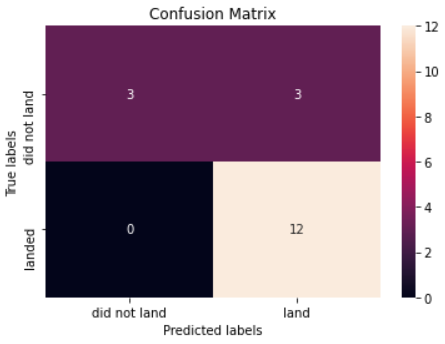 Confusion Matrix
12
10
8
6
4
2
0
True labels
did not land
landed
3 3
0 12
did not land land
Predicted labels